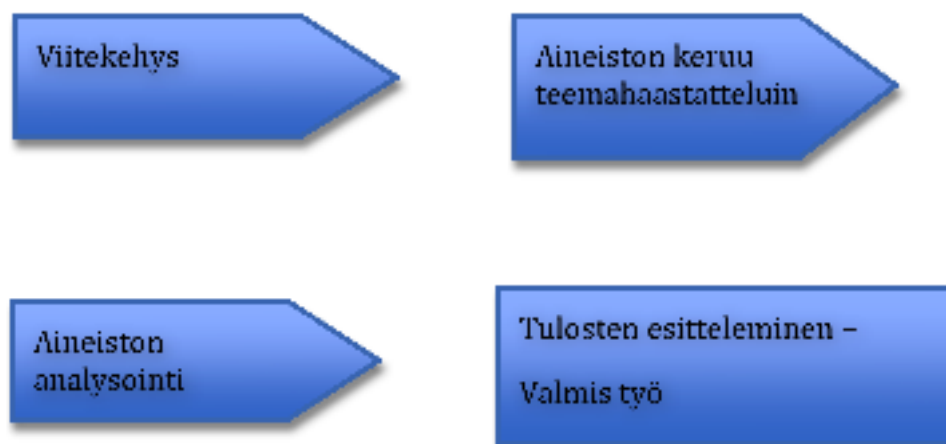 Viitekehys
Aineiston keruu
teemahaastatteluin
Aineiston
analysointi
Tulosten esitteleminen –
Valmis työ